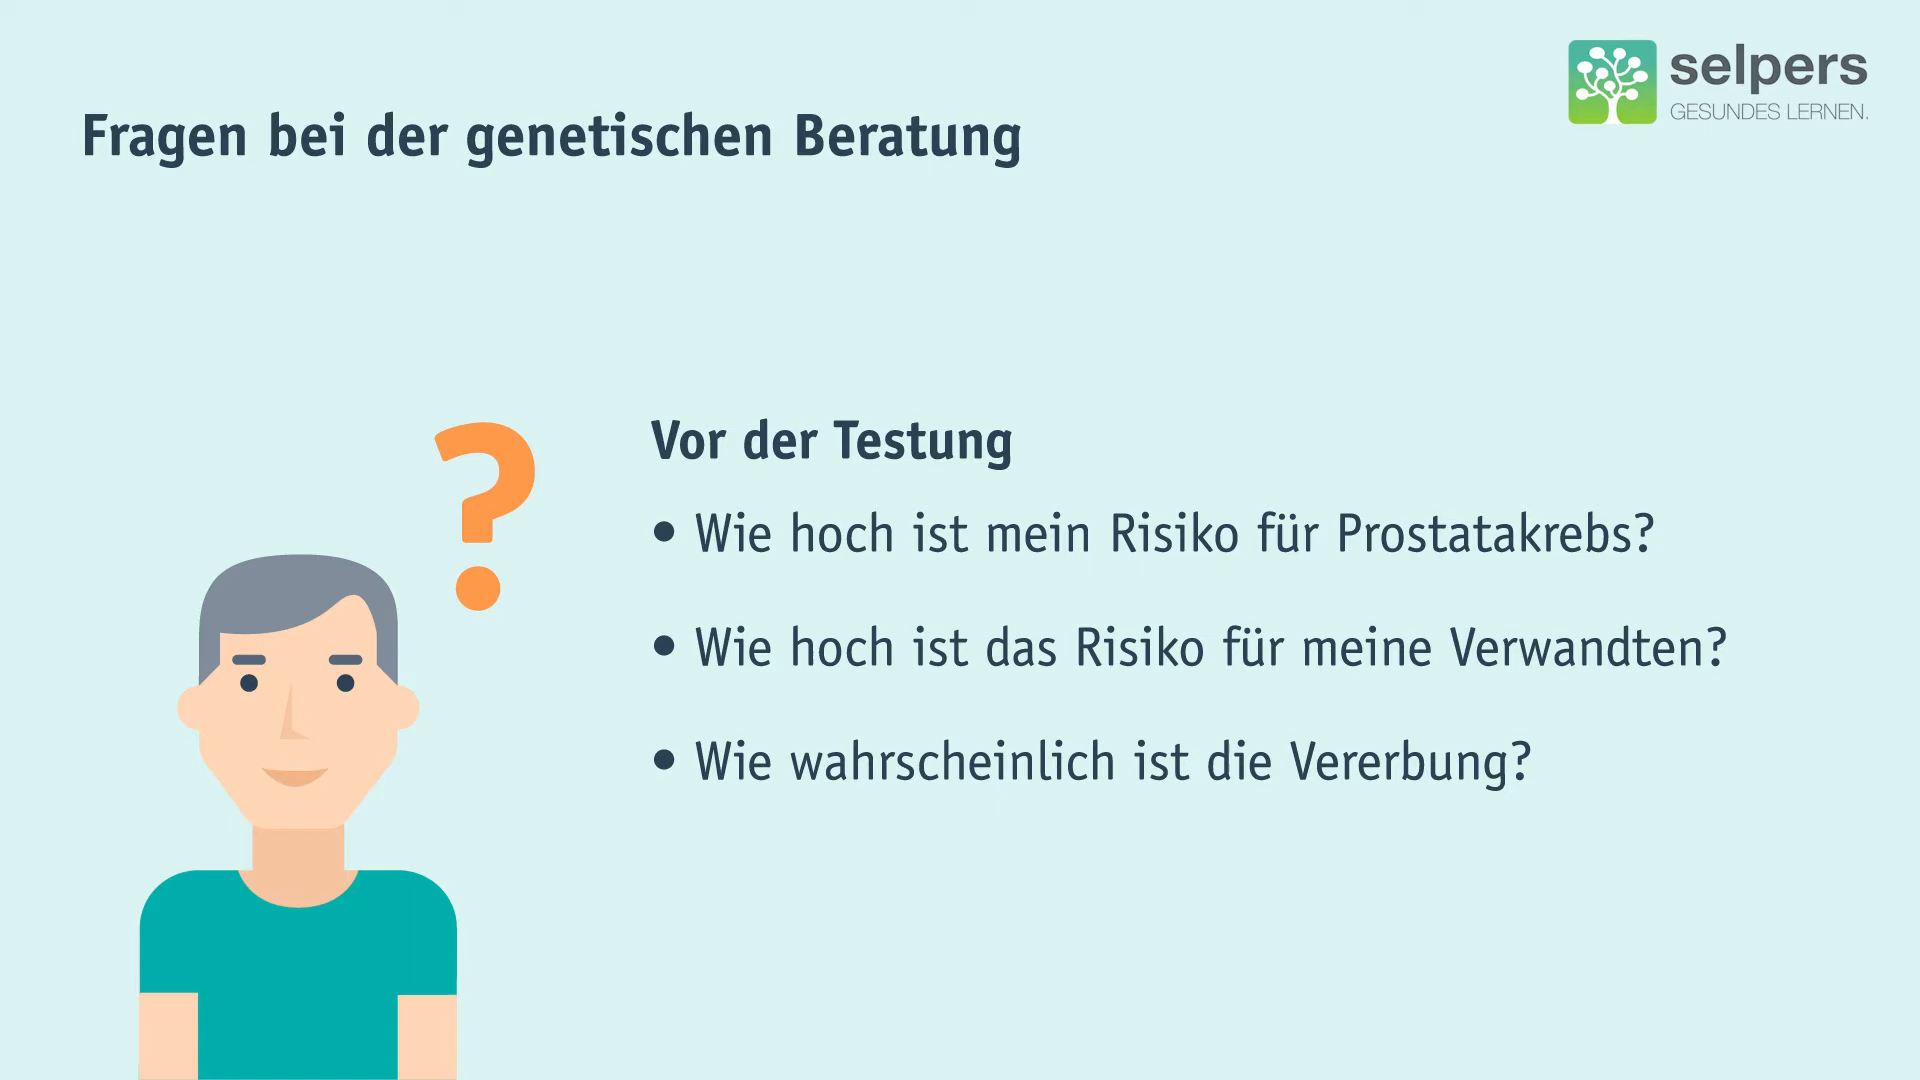 selpers
GESUNDES LERNEN.
Fragen bei der genetischen Beratung
?
Vor der Testung
• Wie hoch ist mein Risiko für Prostatakrebs?
• Wie hoch ist das Risiko für meine Verwandten?
• Wie wahrscheinlich ist die Vererbung?